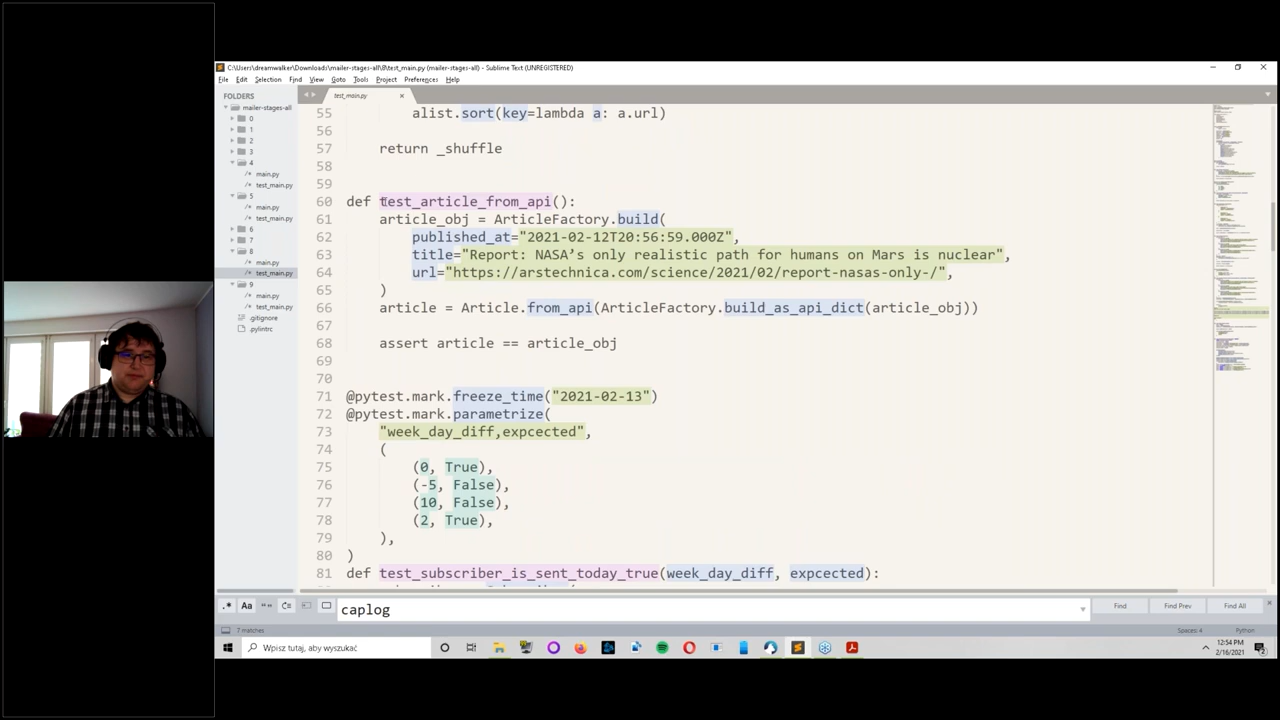 C:\Users\dreamwalker\Downloads\mailer-stages-all\8\test_main.py (mailer-stages-all) - Sublime Text (UNREGISTERED)
File Edit Selection Find View Goto Tools Project Preferences Help
FOLDERS
test_main.py
mailer-stages-all
0
1
2
3
4
main.py
test_main.py
5
main.py
test_main.py
6
7
8
main.py
test_main.py
9
main.py
test_main.py
.gitignore
.pylintrc
55 alist.sort(key=lambda a: a.url)
56
57 return _shuffle
58
59
60 def test_article_from_api():
61 article_obj = ArticleFactory.build(
62 published_at="2021-02-12T20:56:59.000Z",
63 title="Report: NASA’s only realistic path for humans on Mars is nuclear",
64 url="https://arstechnica.com/science/2021/02/report-nasas-only-/",
65 )
66 article = Article.from_api(ArticleFactory.build_as_api_dict(article_obj))
67
68 assert article == article_obj
69
70
71 @pytest.mark.freeze_time("2021-02-13")
72 @pytest.mark.parametrize(
73 "week_day_diff,expcected",
74 (
75 (0, True),
76 (-5, False),
77 (10, False),
78 (2, True),
79 ),
80 )
81 def test_subscriber_is_sent_today_true(week_day_diff, expcected):
.* Aa caplog Find Find Prev Find All
7 matches Spaces: 4 Python
Wpisz tutaj, aby wyszukać
12:54 PM
2/16/2021
2